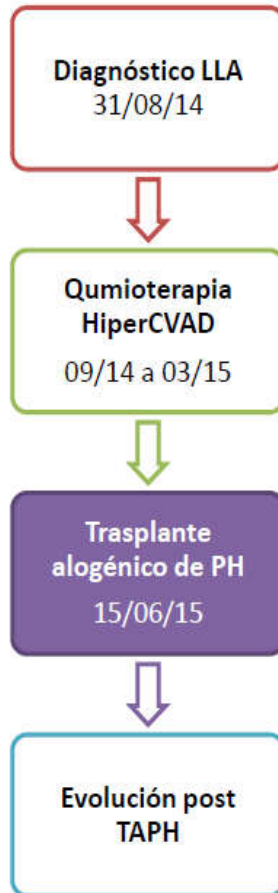 Diagnóstico LLA
31/08/14
Qumioterapia
HiperCVAD
09/14 a 03/15
Trasplante
alogénico de PH
15/06/15
Evolución post
TAPH